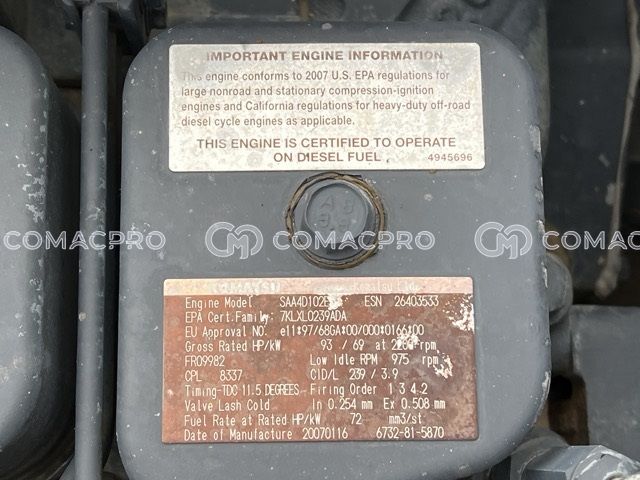 IMPORTANT ENGINE INFORMATION
This engine conforms to 2007 U.S. EPA regulations for
large nonroad and stationary compression-ignition
engines and California regulations for heavy-duty off-road
diesel cycle engines as applicable.
THIS ENGINE IS CERTIFIED TO OPERATE
ON DIESEL FUEL. 4945696
COMACPRO COMACPRO COMACPRO
KOMATSU
Engine Model SAA4D102E ESN 26403533
EPA Cert.Family: 7KLXL0239ADA
EU Approval NO. e11*97/68GA*00/000*0166*00
Gross Rated HP/kW 93 / 69 at rpm
FR09982 Low Idle RPM 975 rpm
CPL 8337 CID/L 239 / 3.9
Timing-TDC 11.5 DEGREES - Firing Order 1 3 4 2
Valve Lash Cold In 0.254 mm Ex 0.508 mm
Fuel Rate at Rated HP/kW 72 mm3/st
Date of Manufacture 20070116 6732-81-5870